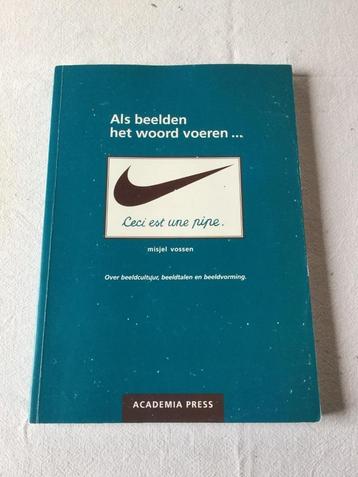 Als beelden
het woord voeren ...
Ceci est une pipe.
misjel vossen
Over beeldcultuur, beeldtalen en beeldvorming.
ACADEMIA PRESS